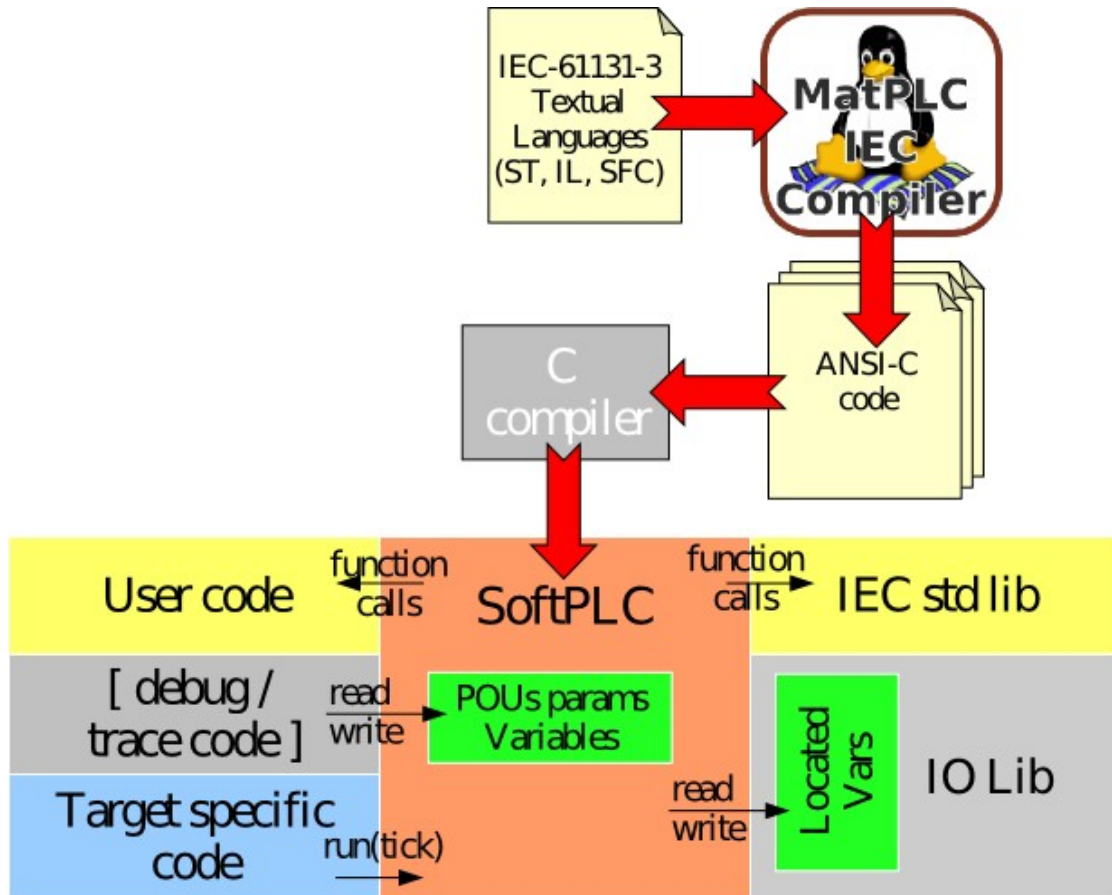 IEC-61131-3
Textual
Languages
(ST, IL, SFC)
MatPLC
IEC
Compiler
ANSI-C
code
C
compiler
User code
function
calls
SoftPLC
function
calls
IEC std lib
[ debug /
trace code ]
read
write
POUs params
Variables
Target specific
code
run(tick)
read
write
Located
Vars
IO Lib